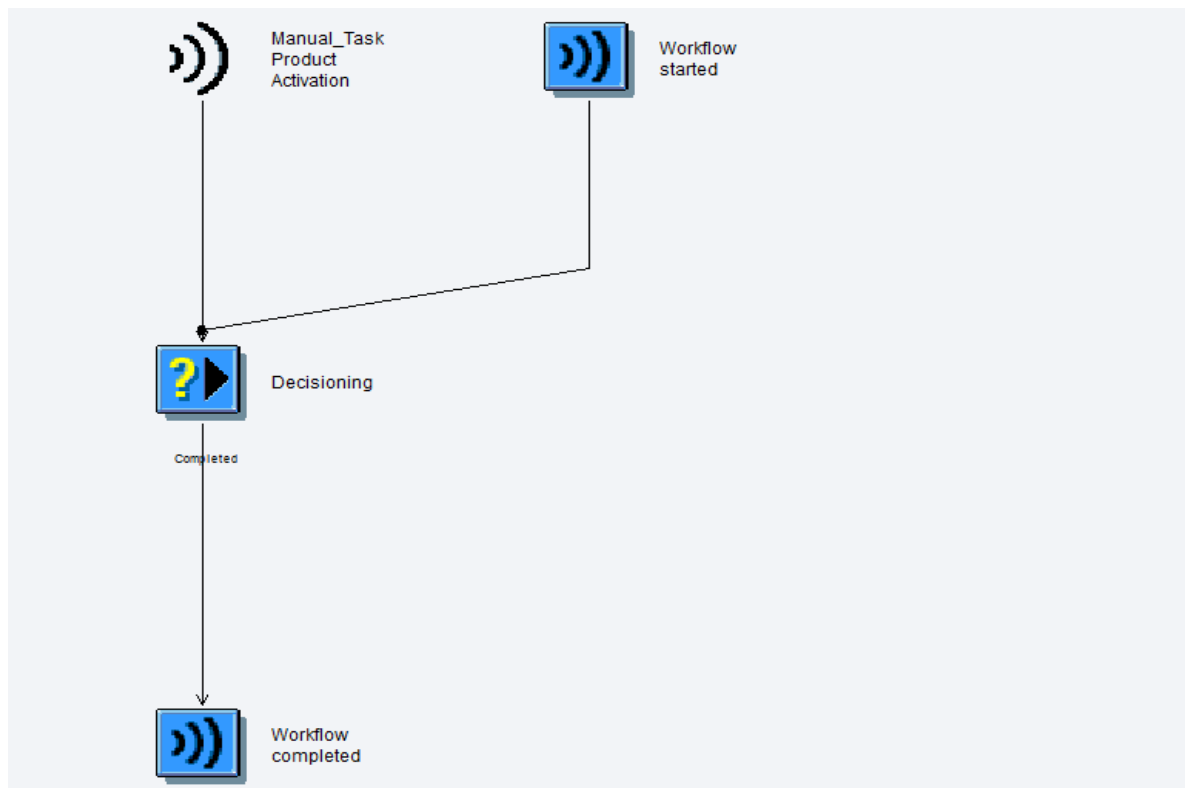 Manual_Task
Product
Activation
Workflow
started
Decisioning
Completed
Workflow
completed